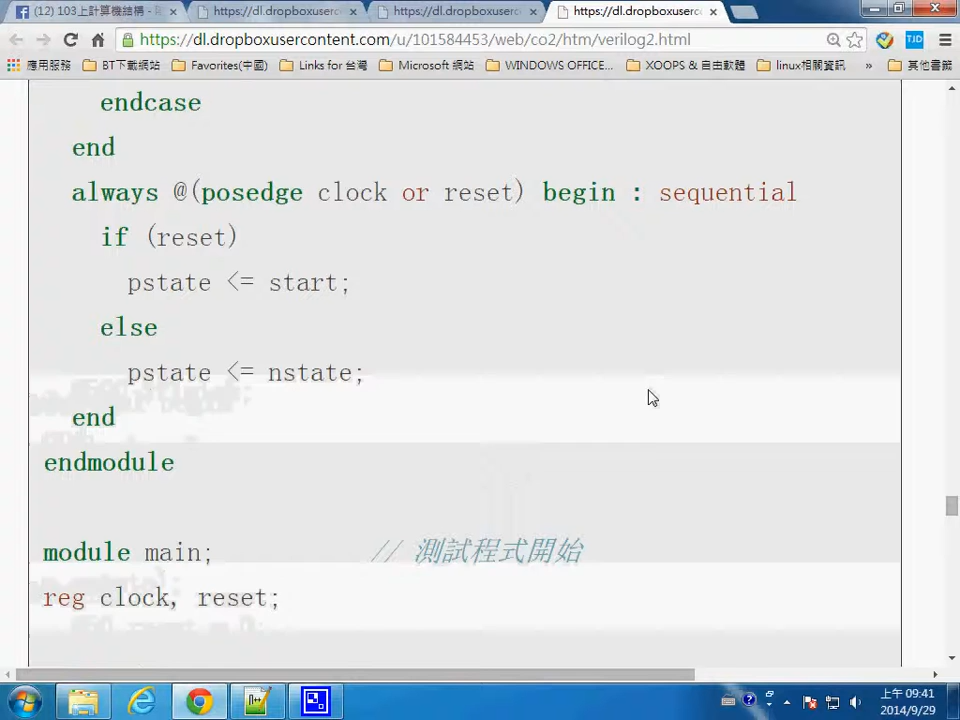 (12) 103上計算機結構 -
https://dl.dropboxuserc
https://dl.dropboxuserc
https://dl.dropboxuserc
https://dl.dropboxusercontent.com/u/101584453/web/co2/htm/verilog2.html
TJD
應用服務 BT下載網站 Favorites(中國) Links for 台灣 Microsoft 網站 WINDOWS OFFICE... XOOPS & 自由軟體 linux相關資訊 » 其他書籤
endcase
end
always @(posedge clock or reset) begin : sequential
if (reset)
pstate <= start;
else
pstate <= nstate;
end
endmodule
module main; // 測試程式開始
reg clock, reset;
上午 09:41
2014/9/29